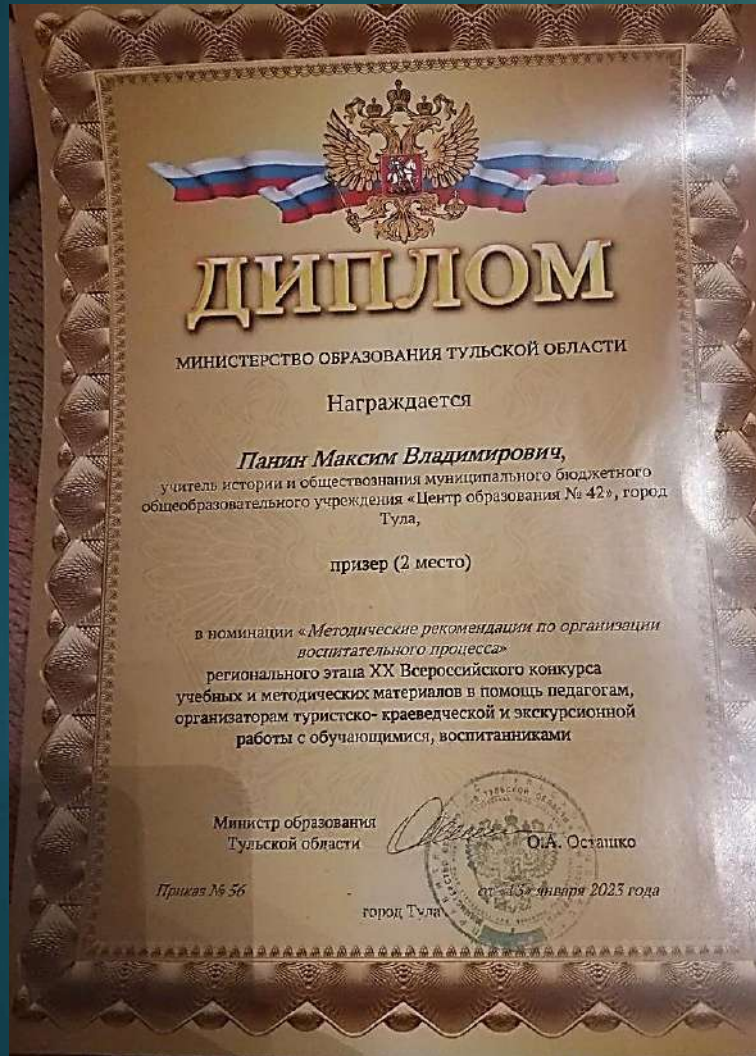 ДИПЛОМ
МИНИСТЕРСТВО ОБРАЗОВАНИЯ ТУЛЬСКОЙ ОБЛАСТИ
Награждается
Панин Максим Владимирович,
учитель истории и обществознания муниципального бюджетного
общеобразовательного учреждения «Центр образования № 42», город
Тула,
призер (2 место)
в номинации «Методические рекомендации по организации
воспитательного процесса»
регионального этапа XX Всероссийского конкурса
учебных и методических материалов в помощь педагогам,
организаторам туристско- краеведческой и экскурсионной
работы с обучающимися, воспитанниками
Министр образования
Тульской области
О.А. Осташко
Приказ № 56 - от «13» января 2023 года
город Тула